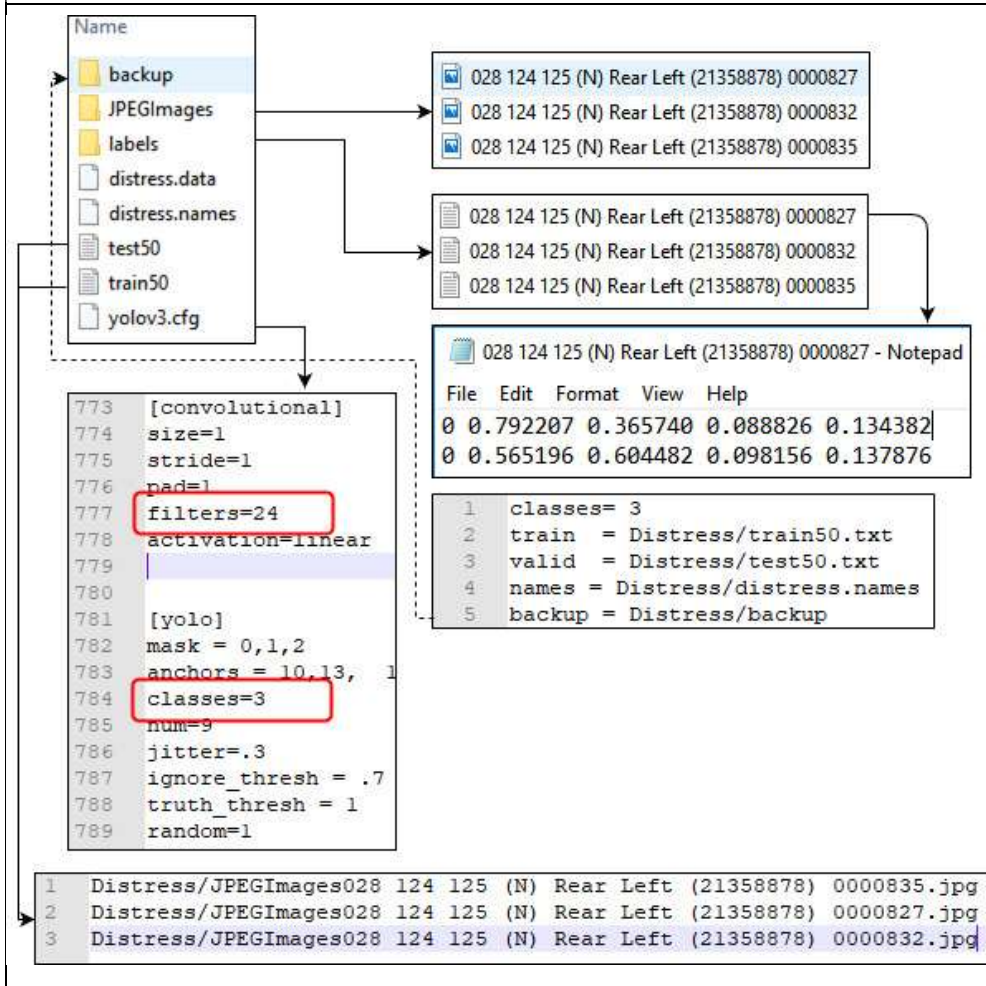 Name
backup
JPEGImages
labels
distress.data
distress.names
test50
train50
yolov3.cfg
028 124 125 (N) Rear Left (21358878) 0000827
028 124 125 (N) Rear Left (21358878) 0000832
028 124 125 (N) Rear Left (21358878) 0000835
028 124 125 (N) Rear Left (21358878) 0000827
028 124 125 (N) Rear Left (21358878) 0000832
028 124 125 (N) Rear Left (21358878) 0000835
028 124 125 (N) Rear Left (21358878) 0000827 - Notepad
File Edit Format View Help
0 0.792207 0.365740 0.088826 0.134382
0 0.565196 0.604482 0.098156 0.137876
773 [convolutional]
774 size=1
775 stride=1
776 pad=1
777 filters=24
778 activation=linear
779
780
781 [yolo]
782 mask = 0,1,2
783 anchors = 10,13, 1
784 classes=3
785 num=9
786 jitter=.3
787 ignore_thresh = .7
788 truth_thresh = 1
789 random=1
1 classes= 3
2 train = Distress/train50.txt
3 valid = Distress/test50.txt
4 names = Distress/distress.names
5 backup = Distress/backup
1 Distress/JPEGImages028 124 125 (N) Rear Left (21358878) 0000835.jpg
2 Distress/JPEGImages028 124 125 (N) Rear Left (21358878) 0000827.jpg
3 Distress/JPEGImages028 124 125 (N) Rear Left (21358878) 0000832.jpg